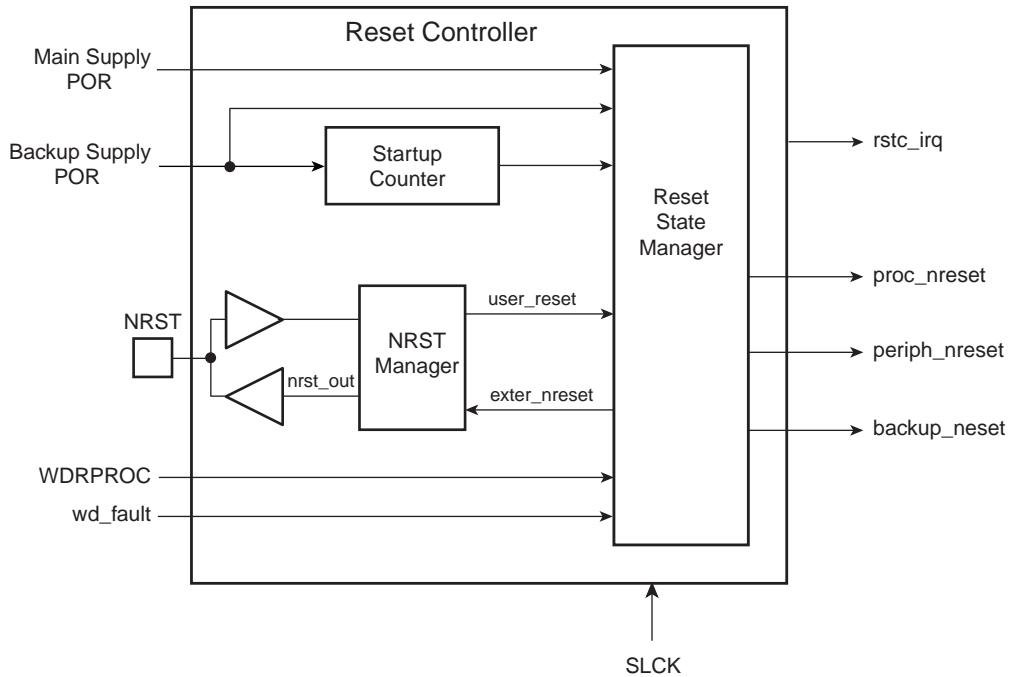 Reset Controller
Main Supply
POR
Backup Supply
POR
Startup
Counter
Reset
State
Manager
rstc_irq
proc_nreset
periph_nreset
backup_neset
NRST
user_reset
NRST
Manager
nrst_out
exter_nreset
WDRPROC
wd_fault
SLCK